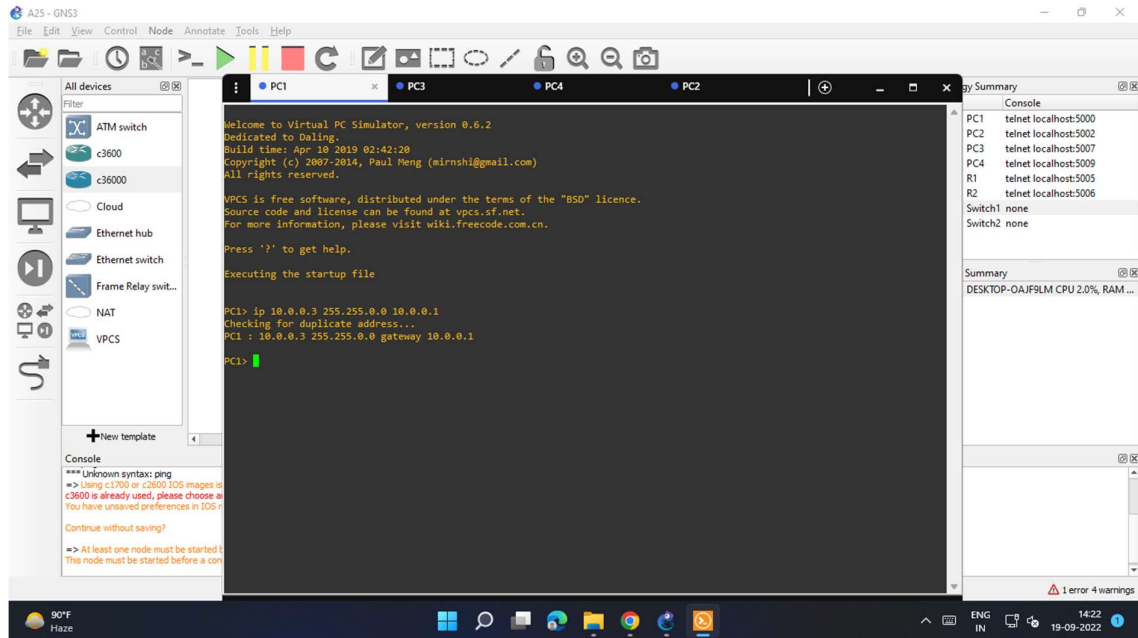 A25 - GNS3
File Edit View Control Node Annotate Tools Help
All devices
Filter
ATM switch
c3600
c36000
Cloud
Ethernet hub
Ethernet switch
Frame Relay swit...
NAT
VPCS
New template
PC1
PC3
PC4
PC2
Welcome to Virtual PC Simulator, version 0.6.2
Dedicated to Daling.
Build time: Apr 10 2019 02:42:20
Copyright (c) 2007-2014, Paul Meng (mirnshi@gmail.com)
All rights reserved.
VPCS is free software, distributed under the terms of the "BSD" licence.
Source code and license can be found at vpcs.sf.net.
For more information, please visit wiki.freecode.com.cn.
Press '?' to get help.
Executing the startup file
PC1> ip 10.0.0.3 255.255.0.0 10.0.0.1
Checking for duplicate address...
PC1 : 10.0.0.3 255.255.0.0 gateway 10.0.0.1
PC1>
gy Summary
Console
PC1 telnet localhost:5000
PC2 telnet localhost:5002
PC3 telnet localhost:5007
PC4 telnet localhost:5009
R1 telnet localhost:5005
R2 telnet localhost:5006
Switch1 none
Switch2 none
Summary
DESKTOP-OAJF9LM CPU 2.0%, RAM ...
Console
*** Unknown syntax: ping
=> Using c1700 or c2600 IOS images is
c3600 is already used, please choose
You have unsaved preferences in IOS
Continue without saving?
=> At least one node must be started
This node must be started before a con
1 error 4 warnings
90°F
Haze
ENG
IN
14:22
19-09-2022
1